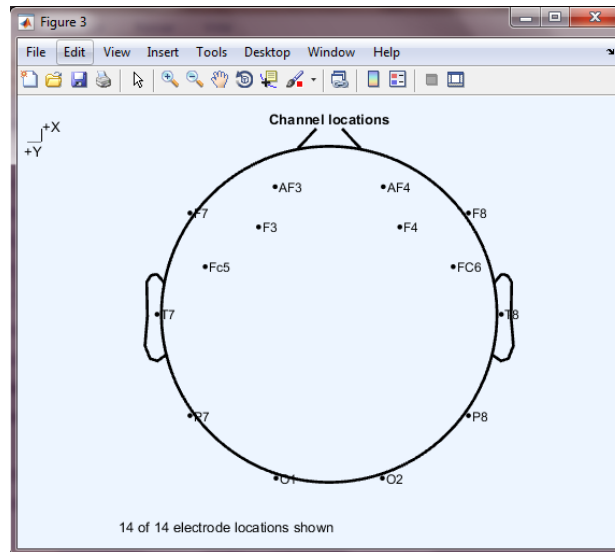 Figure 3
File Edit View Insert Tools Desktop Window Help
Channel locations
+X
+Y
AF3 AF4
F7 F8
F3 F4
Fc5 FC6
T7 T8
P7 P8
O1 O2
14 of 14 electrode locations shown